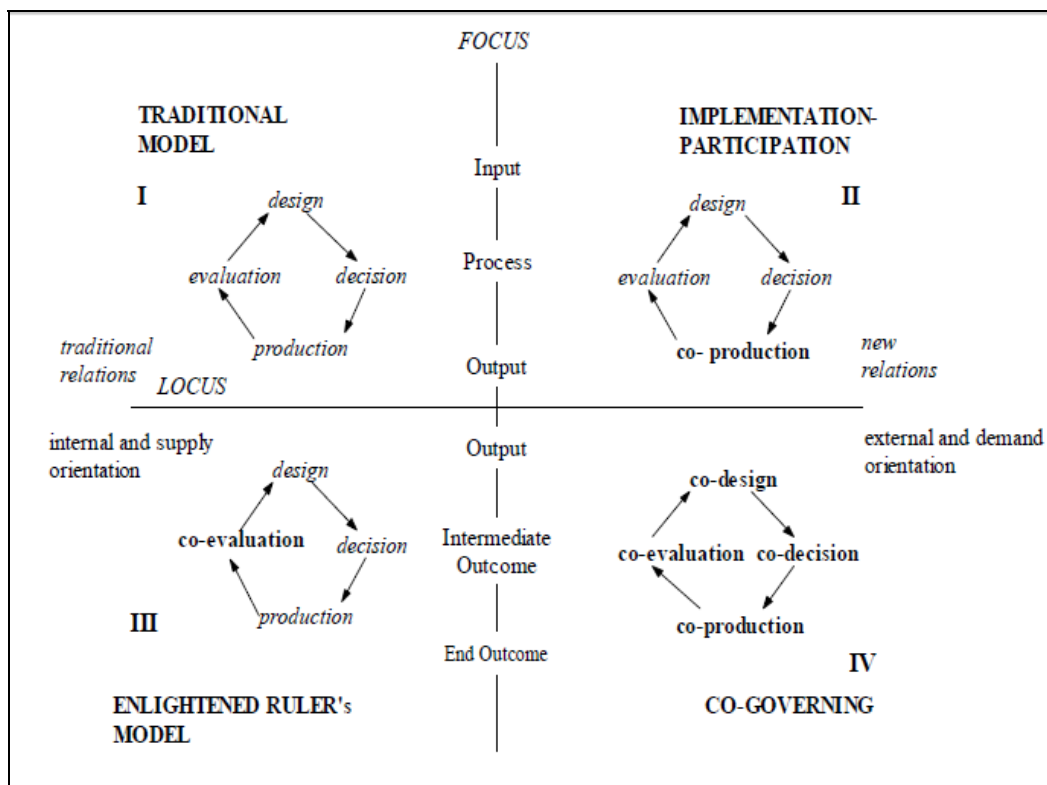 FOCUS
TRADITIONAL
MODEL
IMPLEMENTATION-
PARTICIPATION
Input
I
II
design
design
evaluation
decision
Process
evaluation
decision
production
co- production
traditional
relations
Output
new
relations
LOCUS
internal and supply
orientation
Output
external and demand
orientation
design
co-design
co-evaluation
decision
Intermediate
Outcome
co-evaluation
co-decision
production
co-production
III
End Outcome
IV
ENLIGHTENED RULER's
MODEL
CO-GOVERNING